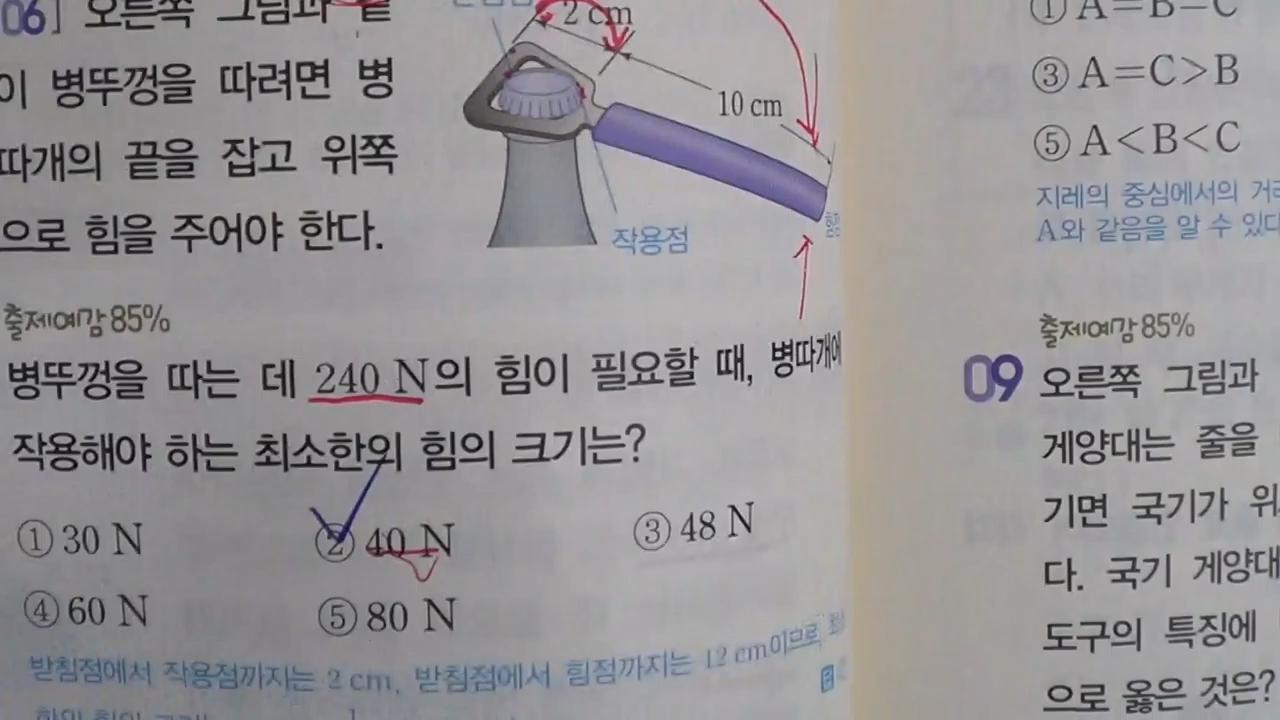 06 오른쪽 그림과
이 병뚜껑을 따려면 병
따개의 끝을 잡고 위쪽
으로 힘을 주어야 한다.
2 cm
10 cm
작용점
출제예감 85%
병뚜껑을 따는 데 240 N의 힘이 필요할 때, 병따개에
작용해야 하는 최소한의 힘의 크기는?
① 30 N ② 40 N ③ 48 N
④ 60 N ⑤ 80 N
받침점에서 작용점까지는 2 cm, 받침점에서 힘점까지는 12 cm이므로
① A=B=C
③ A=C>B
⑤ A<B<C
지레의 중심에서의
A와 같음을 알 수 있다
출제예감 85%
09 오른쪽 그림과
게양대는 줄을
기면 국기가 위
다. 국기 게양대
도구의 특징에
으로 옳은 것은?